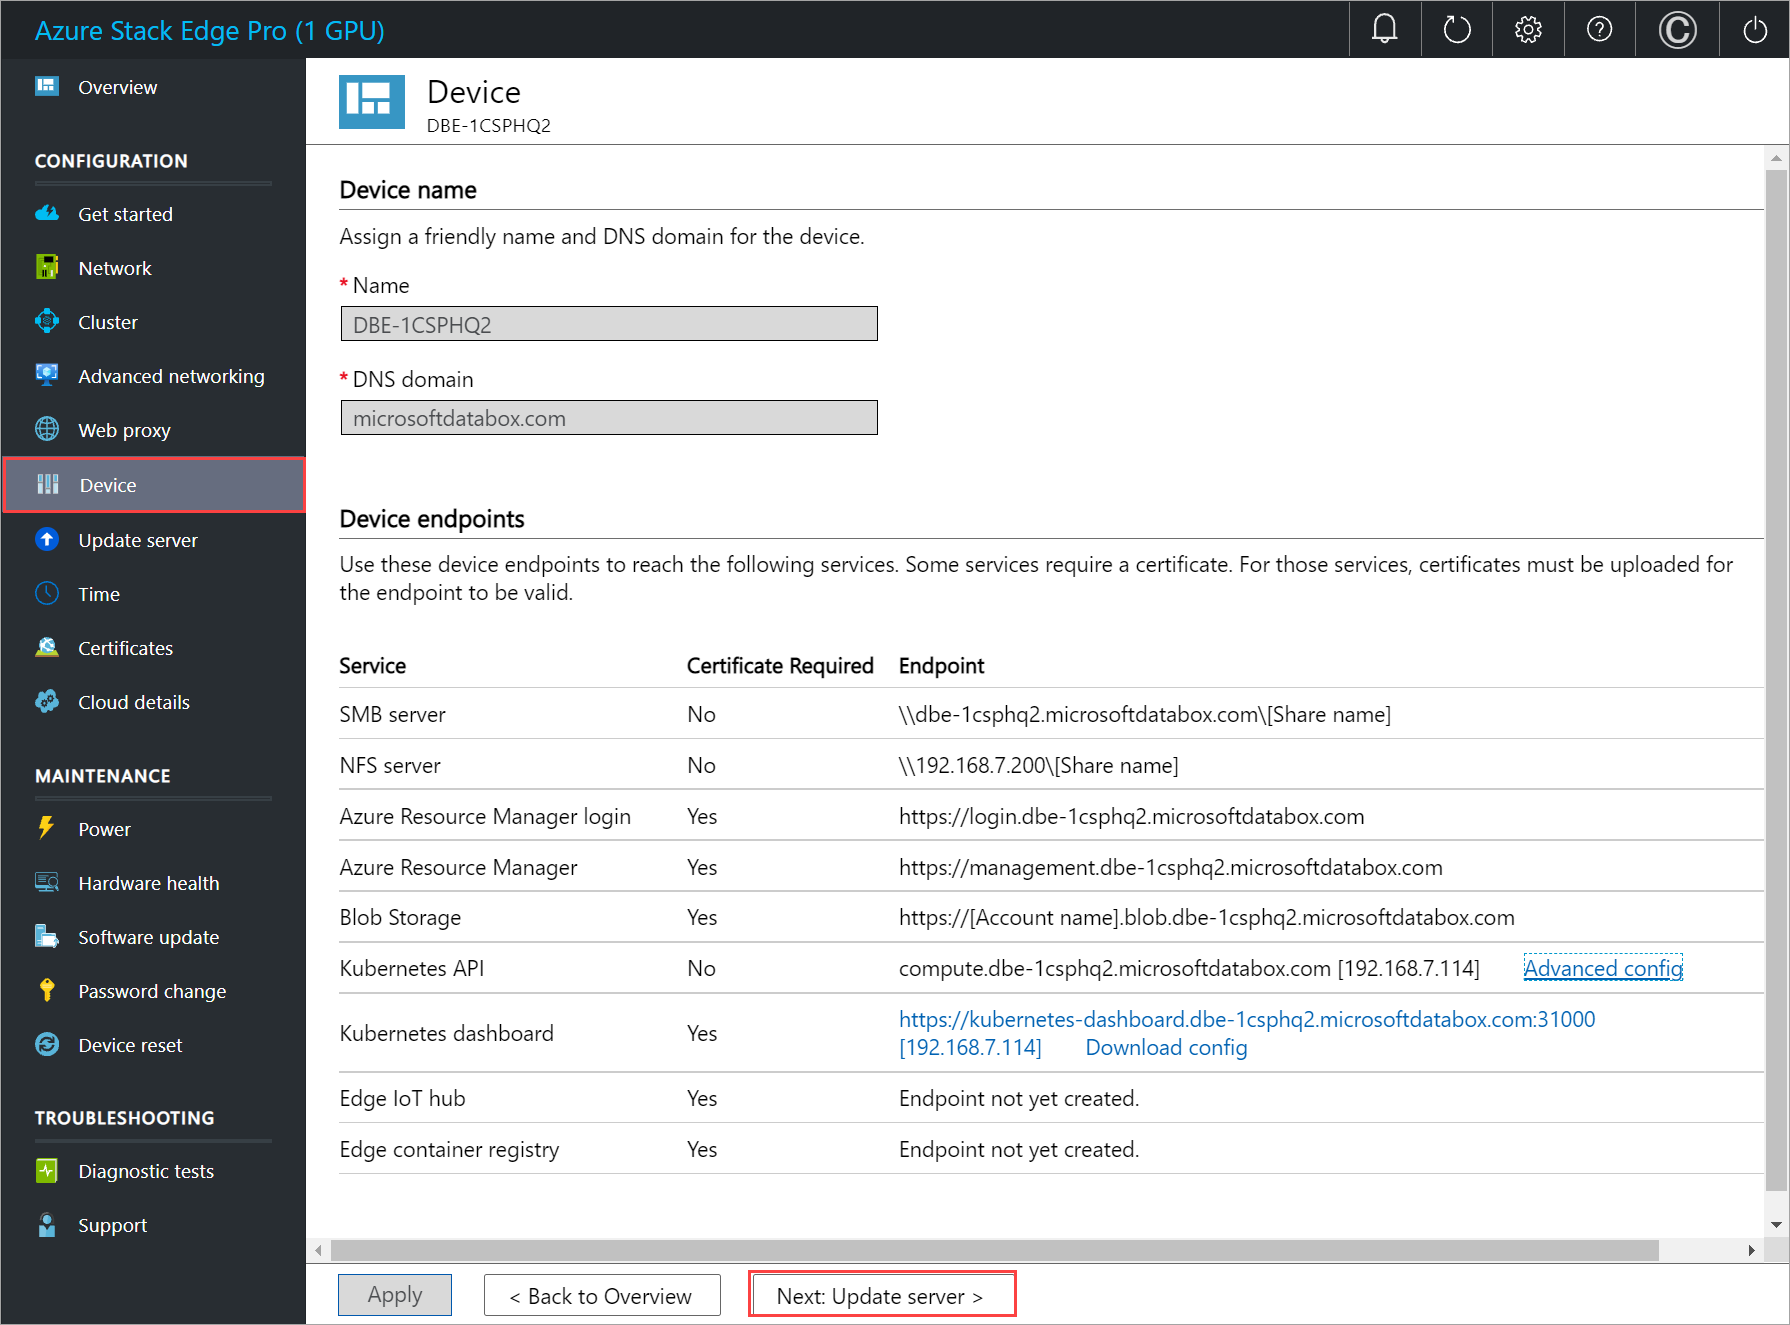 Azure Stack Edge Pro (1 GPU)
Overview
CONFIGURATION
Get started
Network
Cluster
Advanced networking
Web proxy
Device
Update server
Time
Certificates
Cloud details
MAINTENANCE
Power
Hardware health
Software update
Password change
Device reset
TROUBLESHOOTING
Diagnostic tests
Support
Device
DBE-1CSPHQ2
Device name
Assign a friendly name and DNS domain for the device.
* Name
DBE-1CSPHQ2
* DNS domain
microsoftdatabox.com
Device endpoints
Use these device endpoints to reach the following services. Some services require a certificate. For those services, certificates must be uploaded for
the endpoint to be valid.
Service Certificate Required Endpoint
SMB server No \\dbe-1csphq2.microsoftdatabox.com\[Share name]
NFS server No \\192.168.7.200\[Share name]
Azure Resource Manager login Yes https://login.dbe-1csphq2.microsoftdatabox.com
Azure Resource Manager Yes https://management.dbe-1csphq2.microsoftdatabox.com
Blob Storage Yes https://[Account name].blob.dbe-1csphq2.microsoftdatabox.com
Kubernetes API No compute.dbe-1csphq2.microsoftdatabox.com [192.168.7.114] Advanced config
Kubernetes dashboard Yes https://kubernetes-dashboard.dbe-1csphq2.microsoftdatabox.com:31000
[192.168.7.114] Download config
Edge IoT hub Yes Endpoint not yet created.
Edge container registry Yes Endpoint not yet created.
Apply
< Back to Overview
Next: Update server >